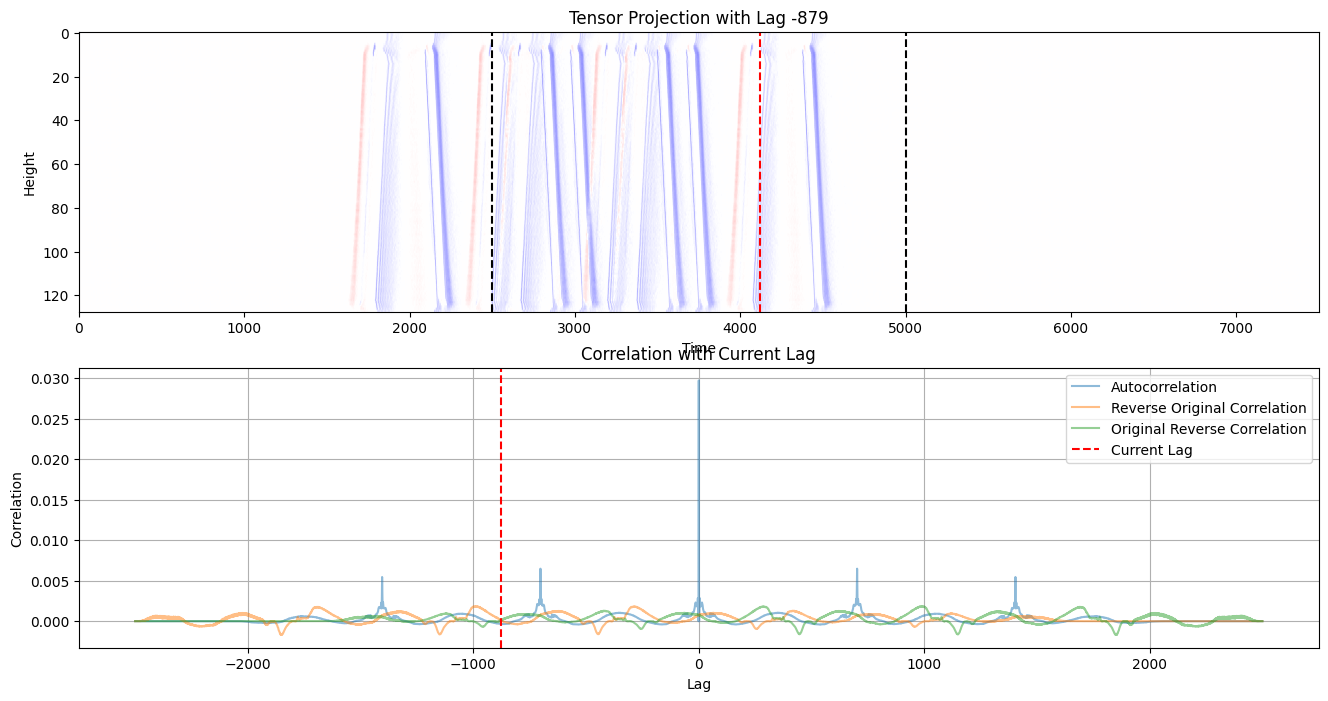 Tensor Projection with Lag -879
Height
0
20
40
60
80
100
120
0 1000 2000 3000 4000 5000 6000 7000
Time
Correlation with Current Lag
Correlation
0.030
0.025
0.020
0.015
0.010
0.005
0.000
Autocorrelation
Reverse Original Correlation
Original Reverse Correlation
Current Lag
−2000 −1000 0 1000 2000
Lag